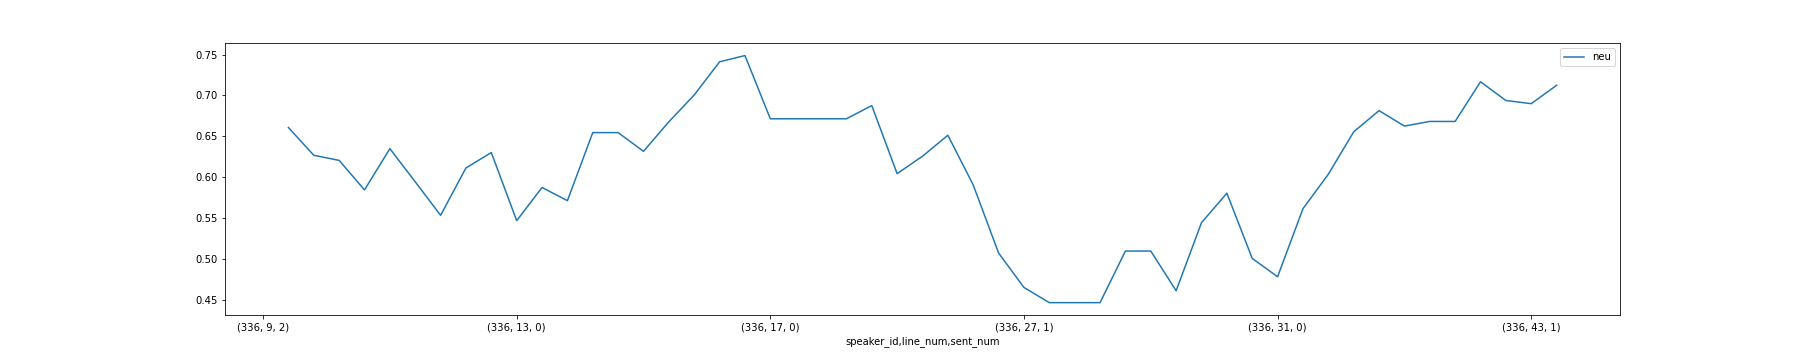 0.75
neu
0.70
0.65
0.60
0.55
0.50
0.45
(336, 9, 2) (336, 13, 0) (336, 17, 0) (336, 27, 1) (336, 31, 0) (336, 43, 1)
speaker_id,line_num,sent_num